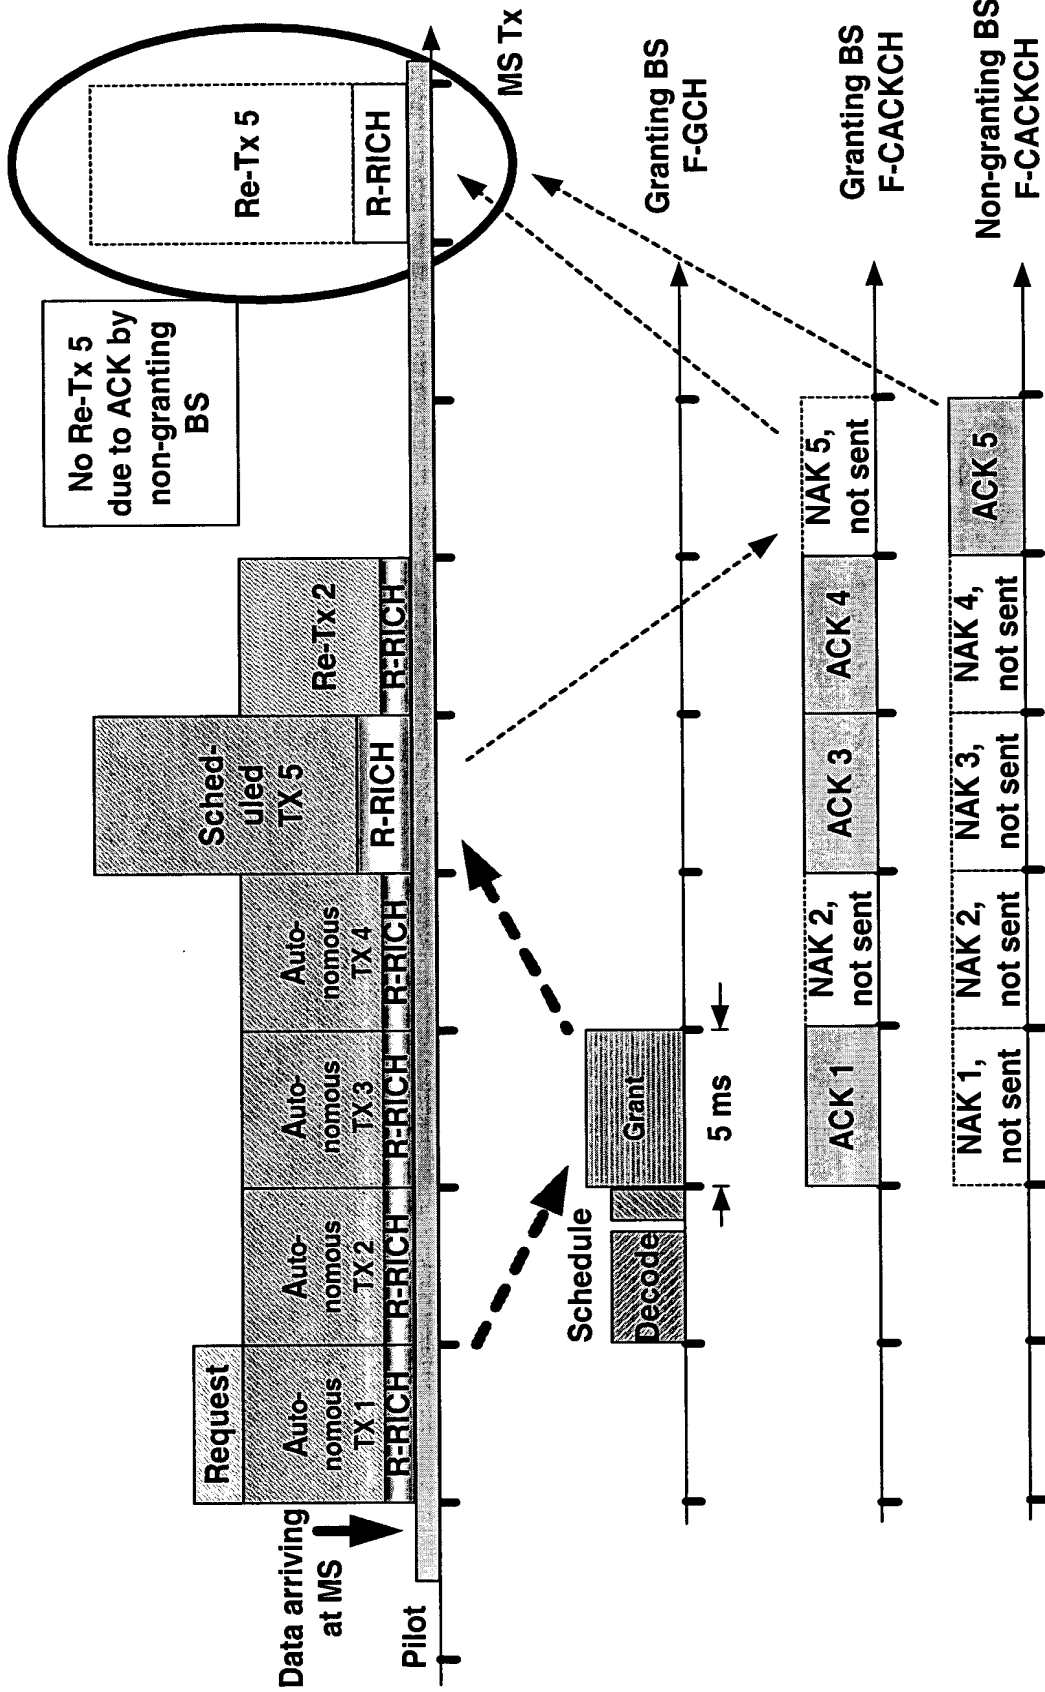 Data arriving
at MS
Pilot
Request
Auto-
nomous
TX 1
R-RICH
Auto-
nomous
TX 2
R-RICH
Auto-
nomous
TX 3
R-RICH
Auto-
nomous
TX 4
R-RICH
Sched-
uled
TX 5
R-RICH
Re-Tx 2
R-RICH
No Re-Tx 5
due to ACK by
non-granting
BS
Re-Tx 5
R-RICH
MS Tx
Schedule
Decode
Grant
5 ms
Granting BS
F-GCH
ACK 1
NAK 2,
not sent
ACK 3
ACK 4
NAK 5,
not sent
Granting BS
F-CACKCH
NAK 1,
not sent
NAK 2,
not sent
NAK 3,
not sent
NAK 4,
not sent
ACK 5
Non-granting BS
F-CACKCH